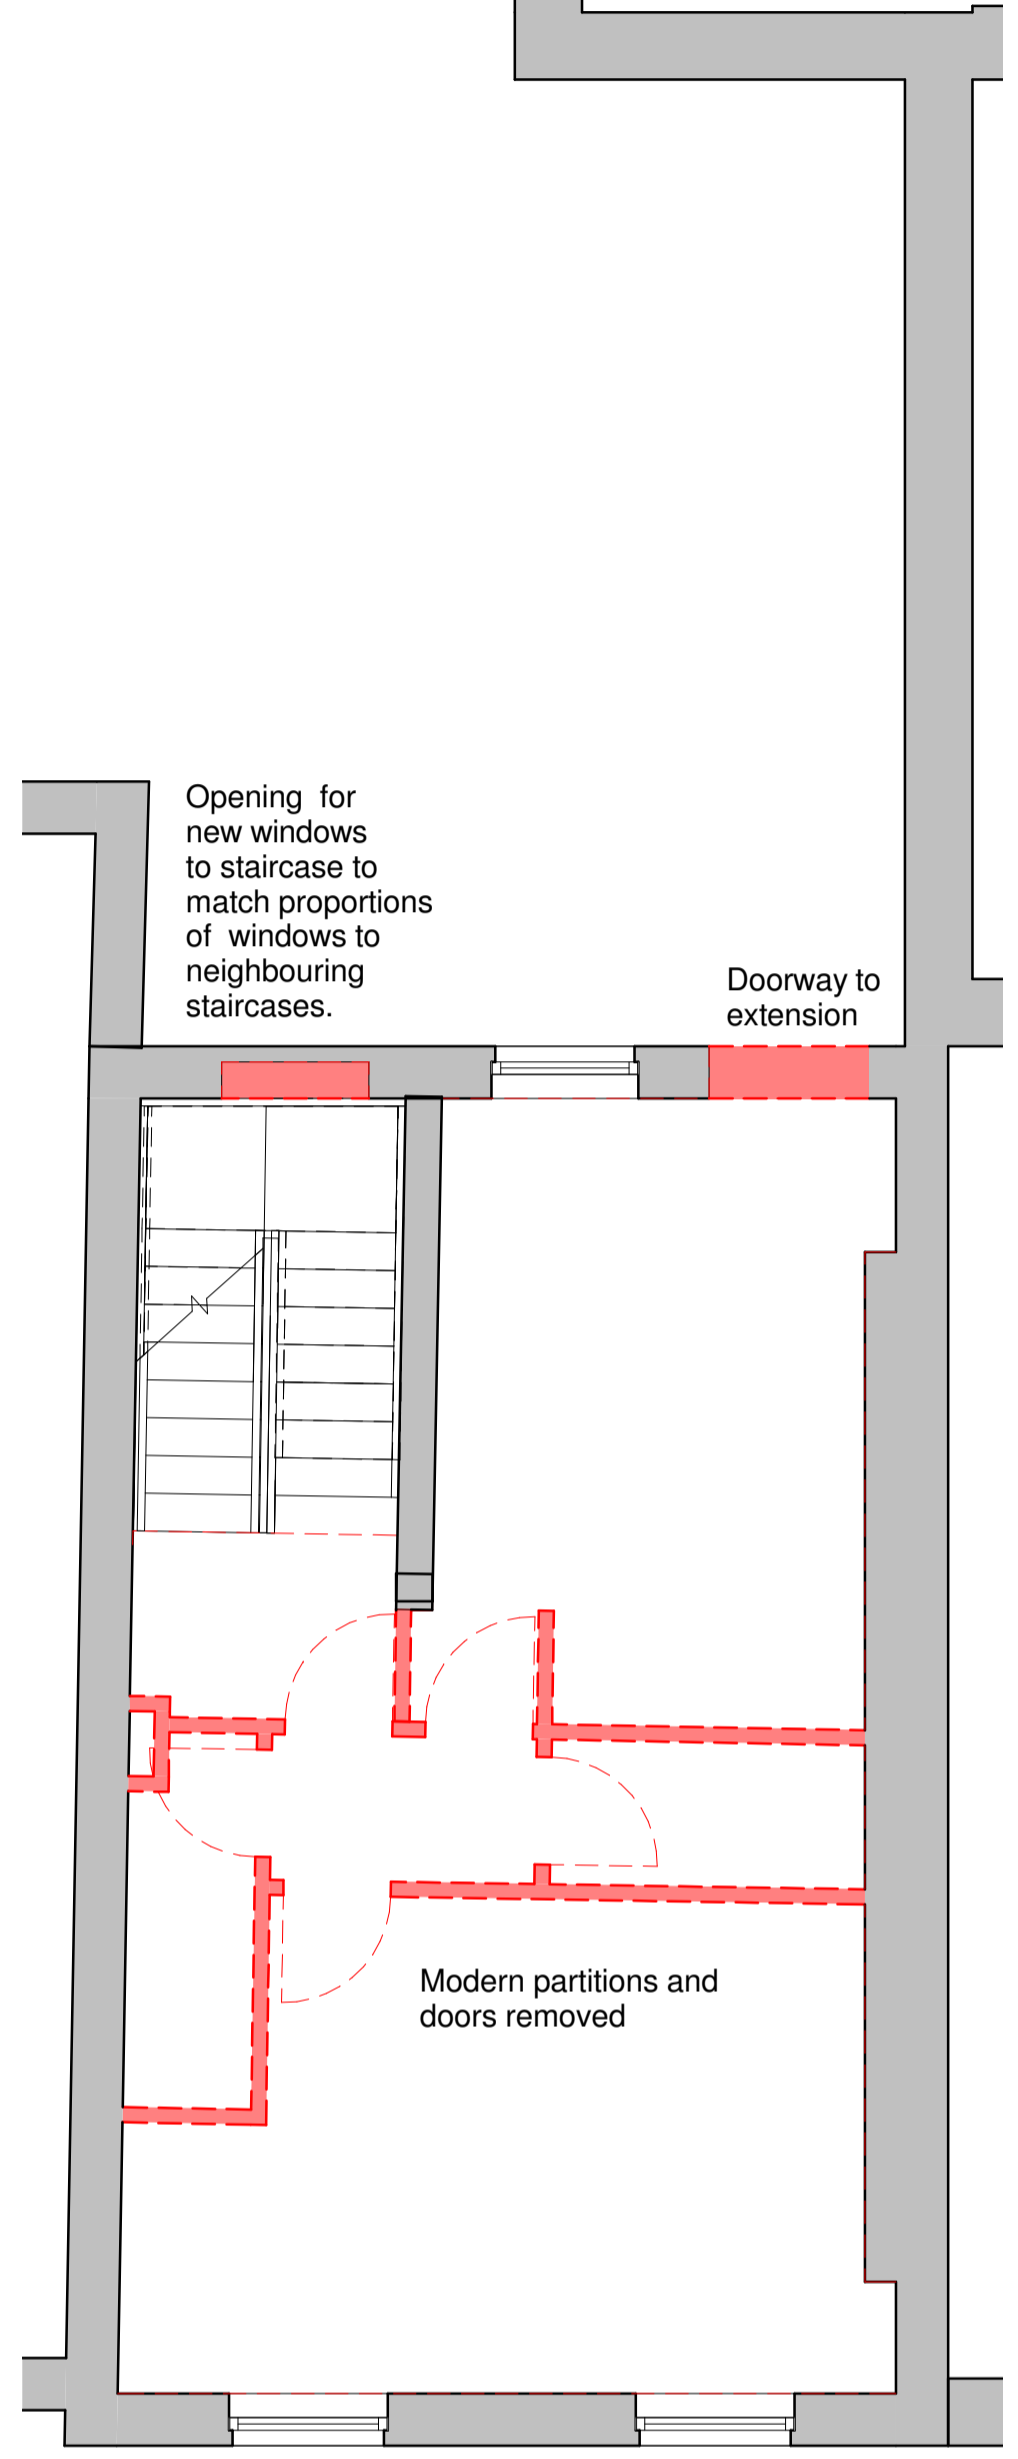 Opening for
new windows
to staircase to
match proportions
of windows to
neighbouring
staircases.
Doorway to
extension
Modern partitions and
doors removed